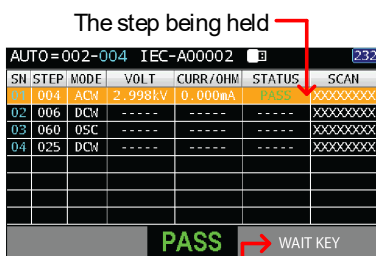 The step being held
AUTO=002-004 IEC-A00002 B 232
SN STEP MODE VOLT CURR/OHM STATUS SCAN
01 004 ACW 2.998kV 0.000mA PASS XXXXXXXX
02 006 DCW ----- ----- ----- XXXXXXXX
03 060 OSC ----- ----- ----- XXXXXXXX
04 025 DCW ----- ----- ----- XXXXXXXX
PASS WAIT KEY